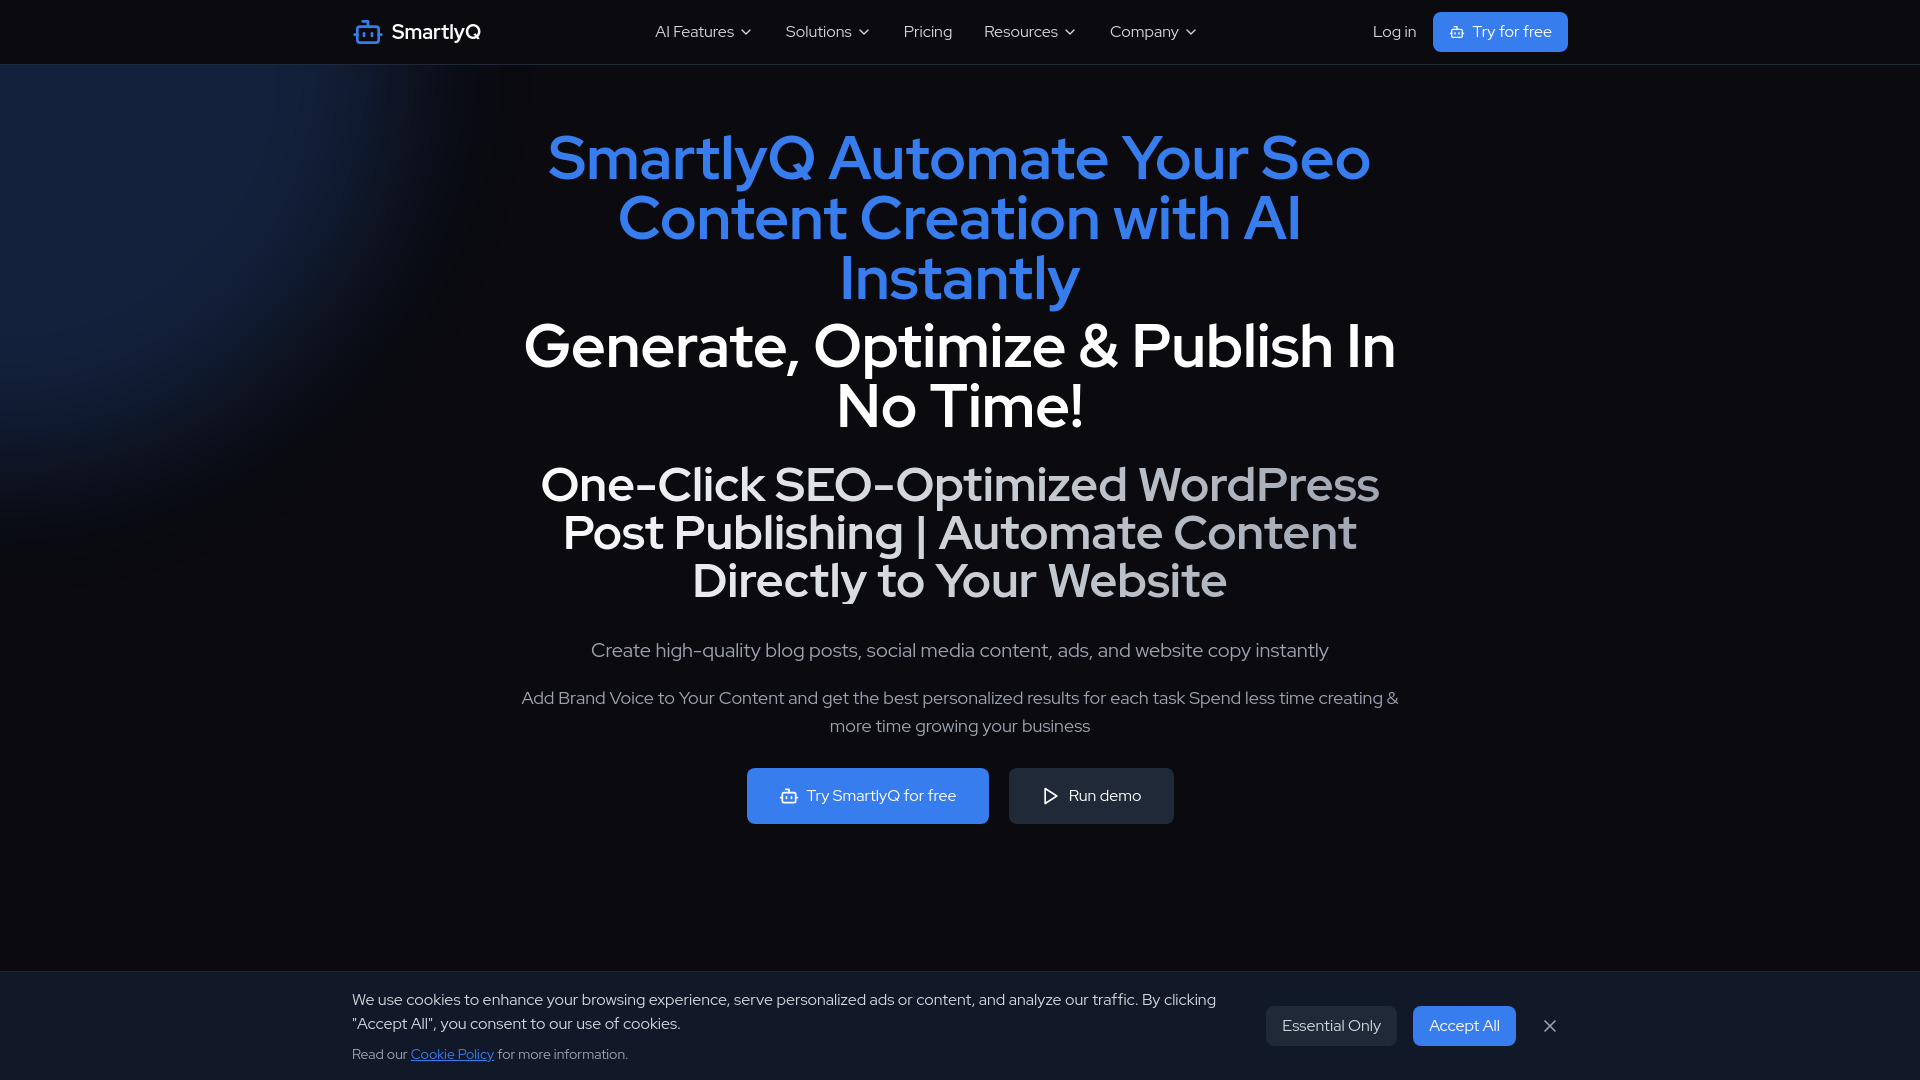 SmartlyQ
AI Features
Solutions
Pricing
Resources
Company
Log in
Try for free
SmartlyQ Automate Your Seo
Content Creation with AI
Instantly
Generate, Optimize & Publish In
No Time!
One-Click SEO-Optimized WordPress
Post Publishing | Automate Content
Directly to Your Website
Create high-quality blog posts, social media content, ads, and website copy instantly
Add Brand Voice to Your Content and get the best personalized results for each task Spend less time creating &
more time growing your business
Try SmartlyQ for free
Run demo
We use cookies to enhance your browsing experience, serve personalized ads or content, and analyze our traffic. By clicking
"Accept All", you consent to our use of cookies.
Read our Cookie Policy for more information.
Essential Only
Accept All